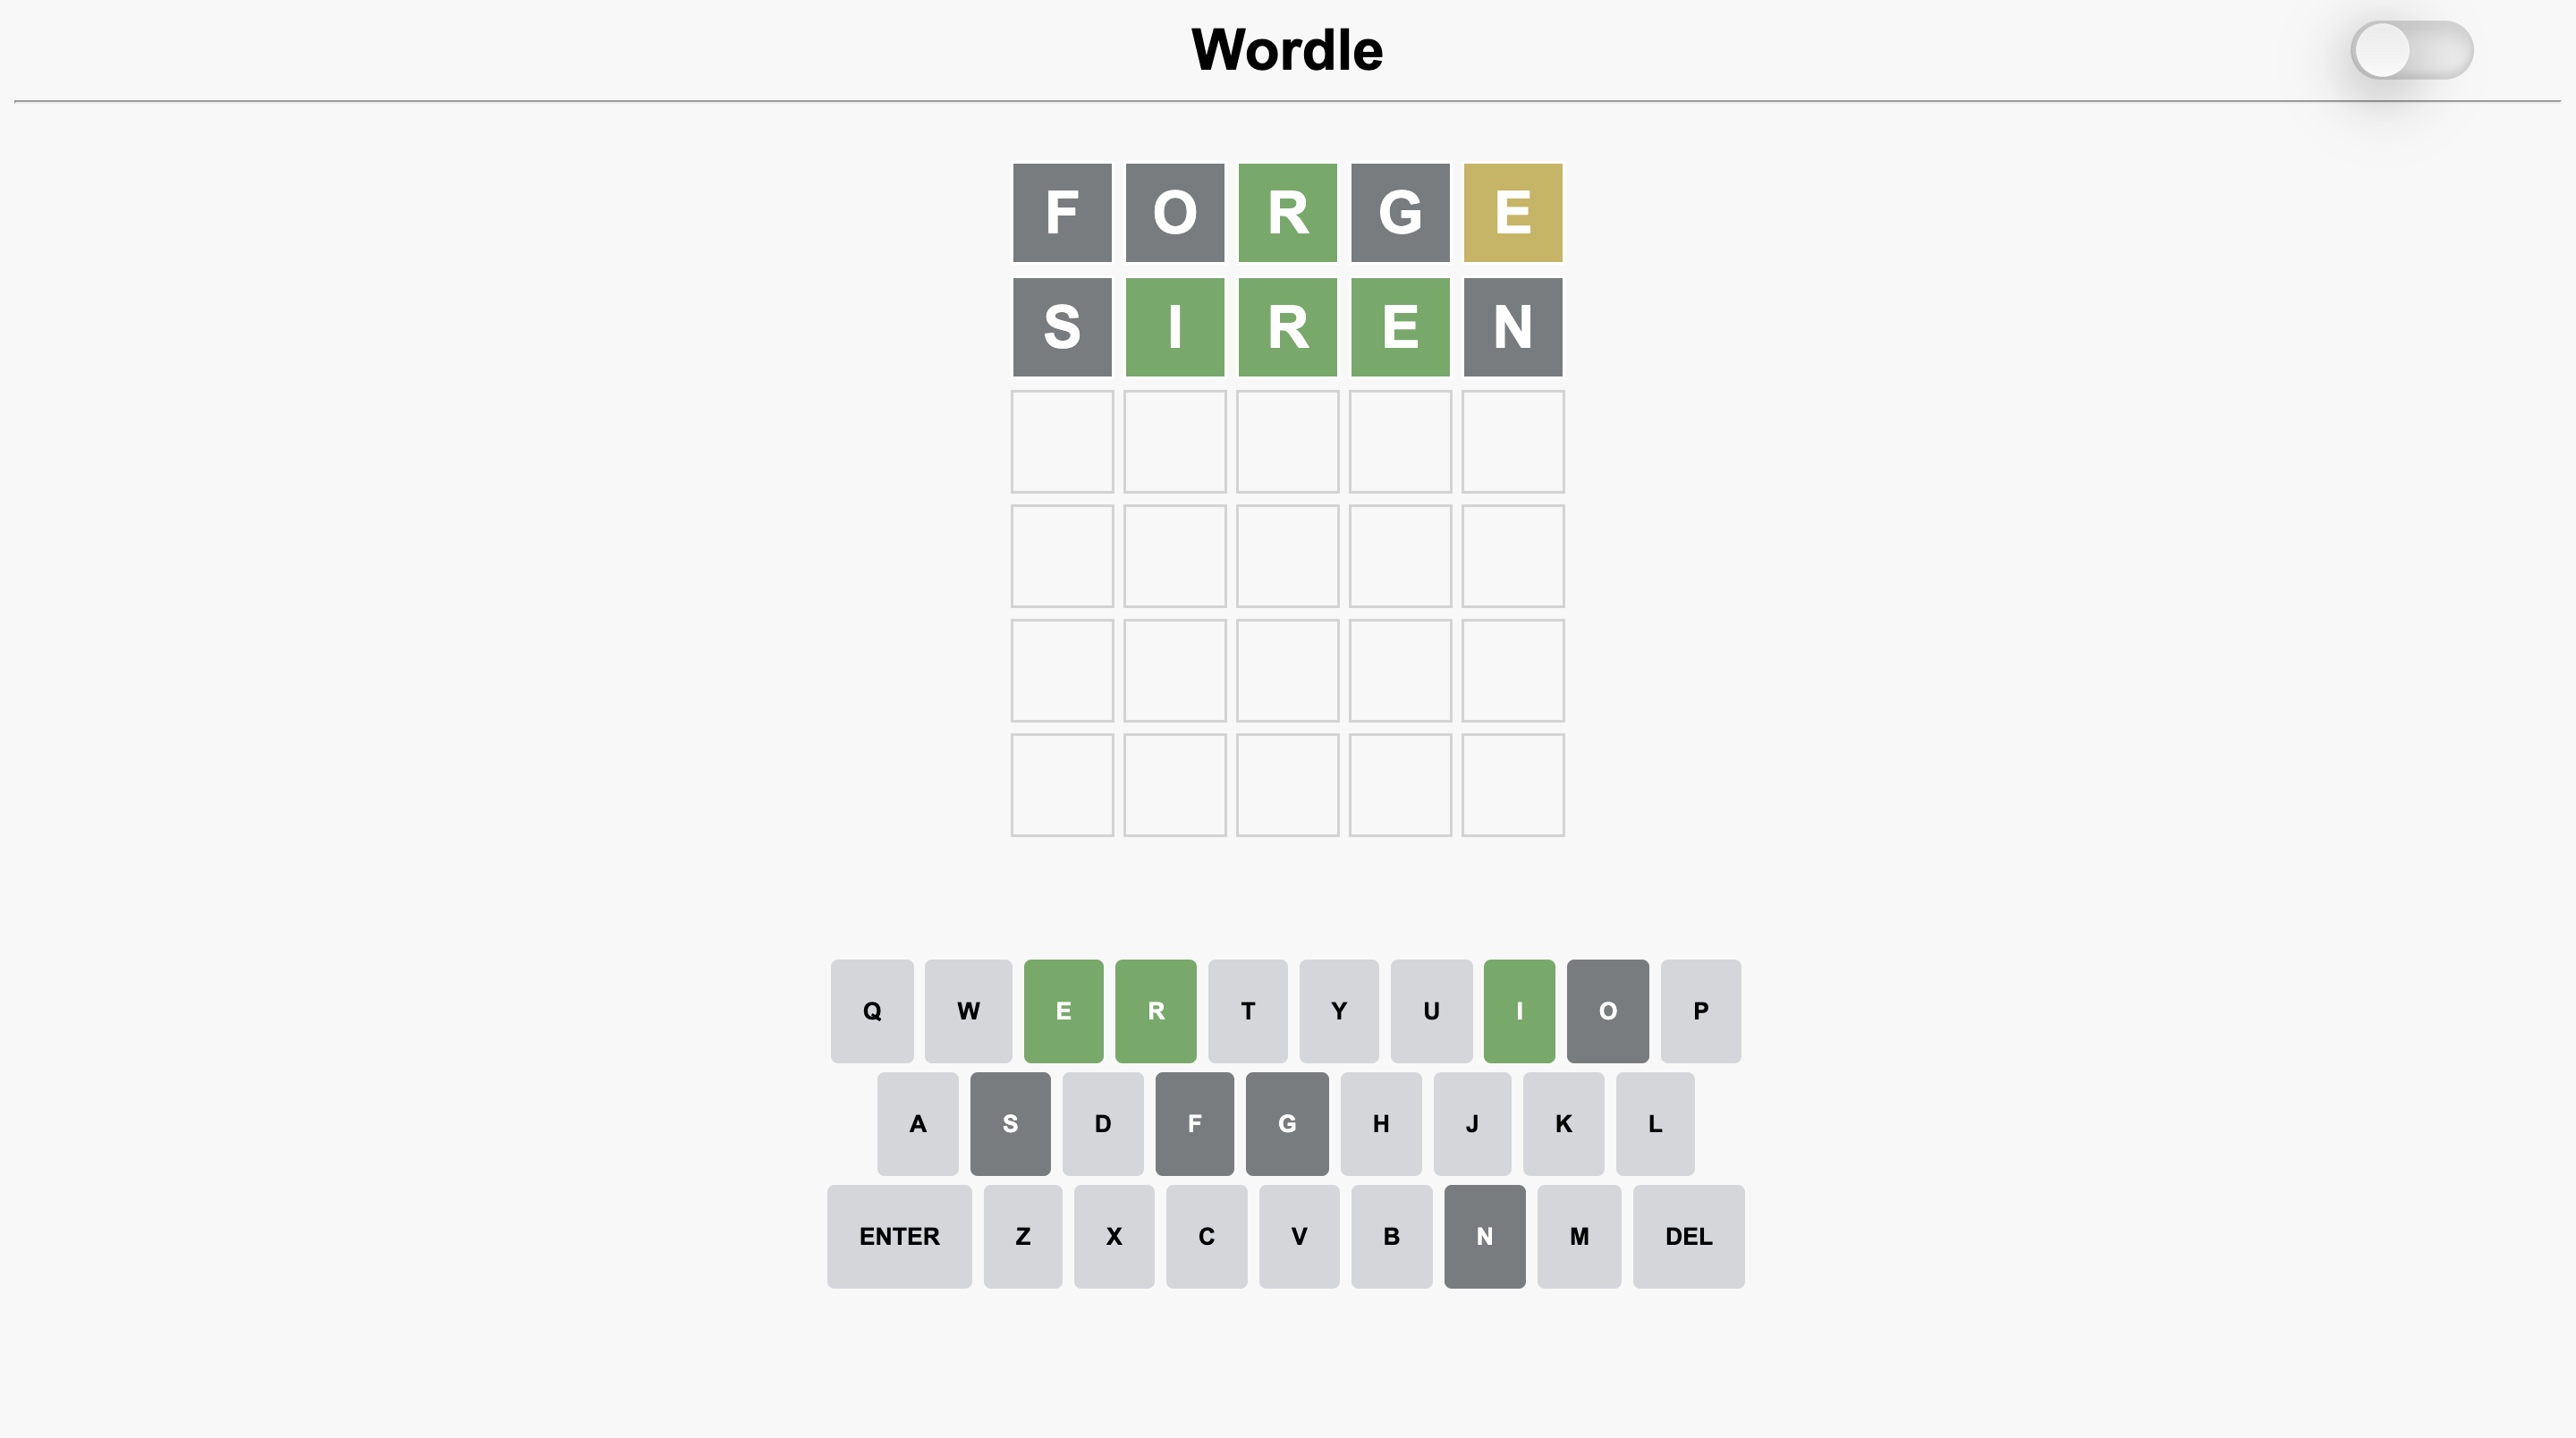 Wordle
F O R G E
S I R E N
Q W E R T Y U I O P
A S D F G H J K L
ENTER Z X C V B N M DEL